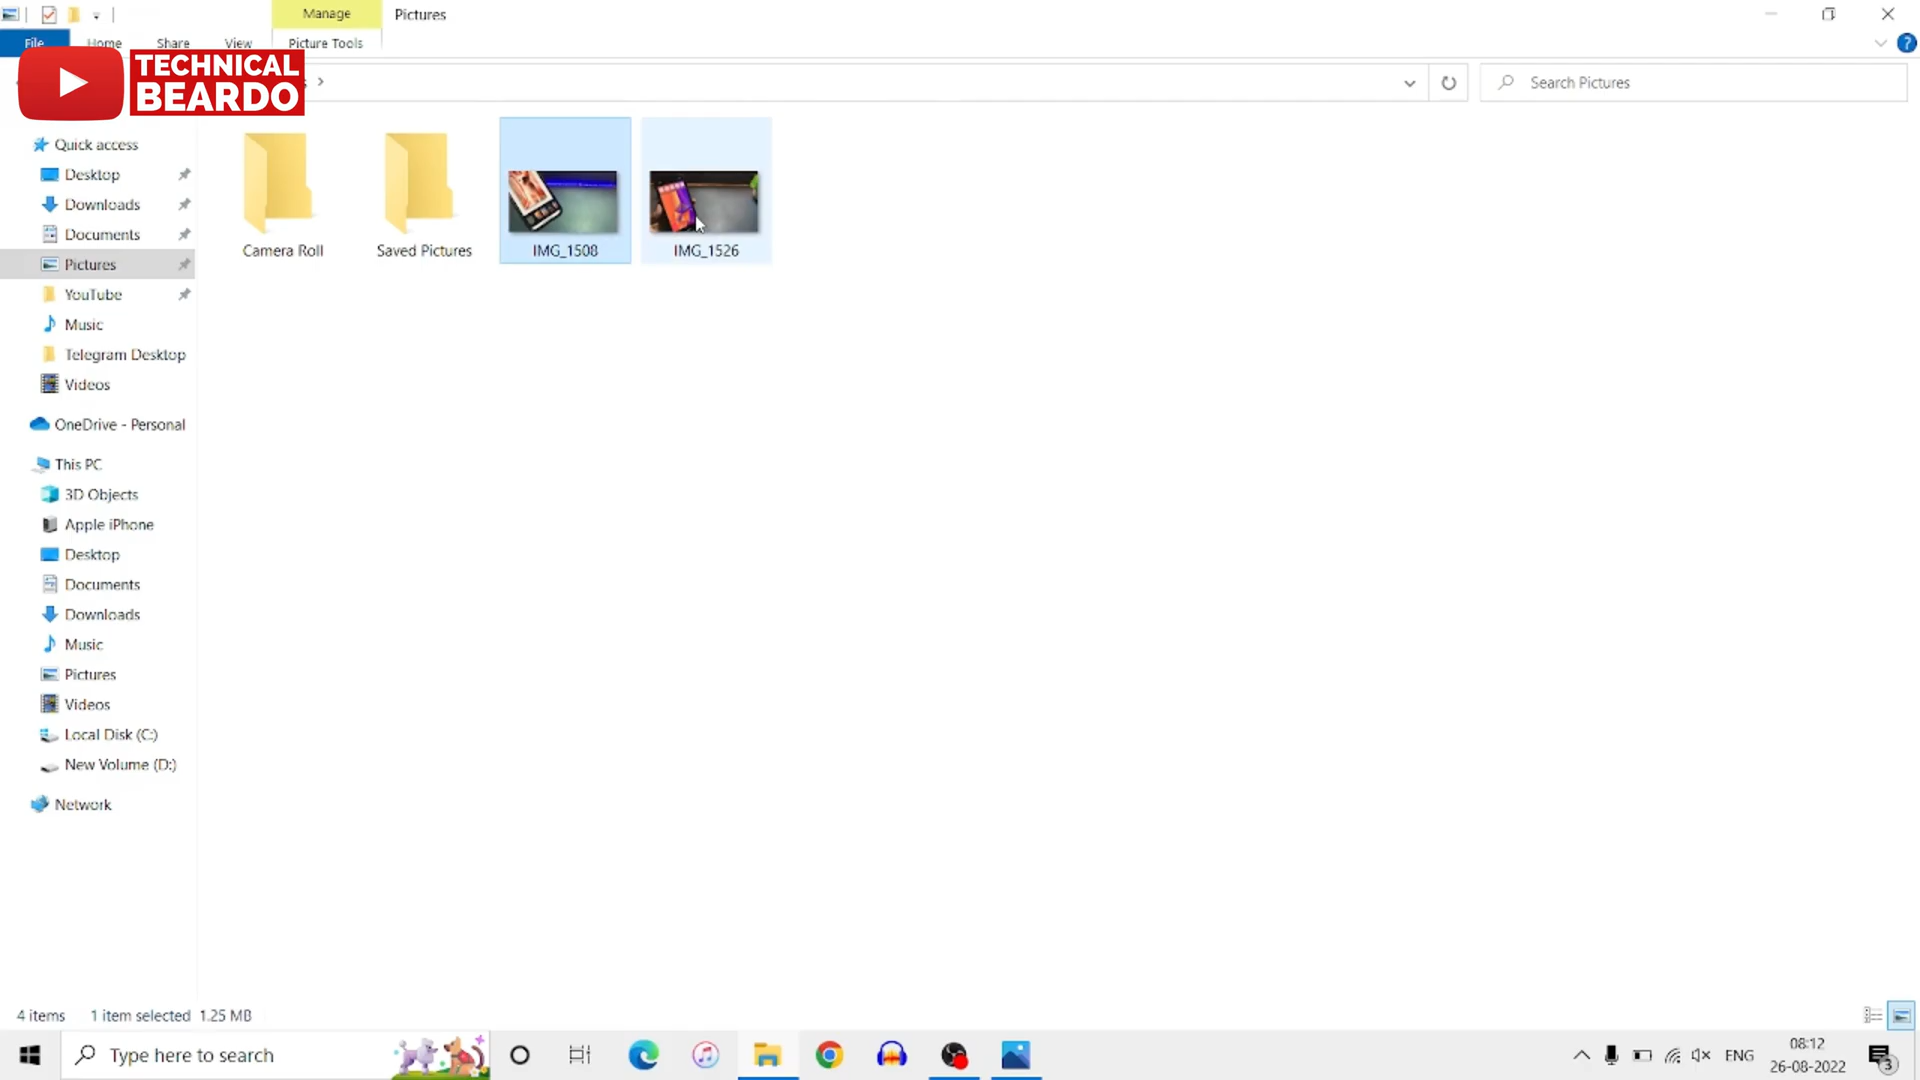 Manage
Pictures
File
Home
Share
View
Picture Tools
TECHNICAL
BEARDO
Search Pictures
Quick access
Desktop
Downloads
Documents
Pictures
YouTube
Music
Telegram Desktop
Videos
OneDrive - Personal
This PC
3D Objects
Apple iPhone
Desktop
Documents
Downloads
Music
Pictures
Videos
Local Disk (C:)
New Volume (D:)
Network
Camera Roll
Saved Pictures
IMG_1508
IMG_1526
4 items
1 item selected 1.25 MB
Type here to search
ENG
08:12
26-08-2022
3